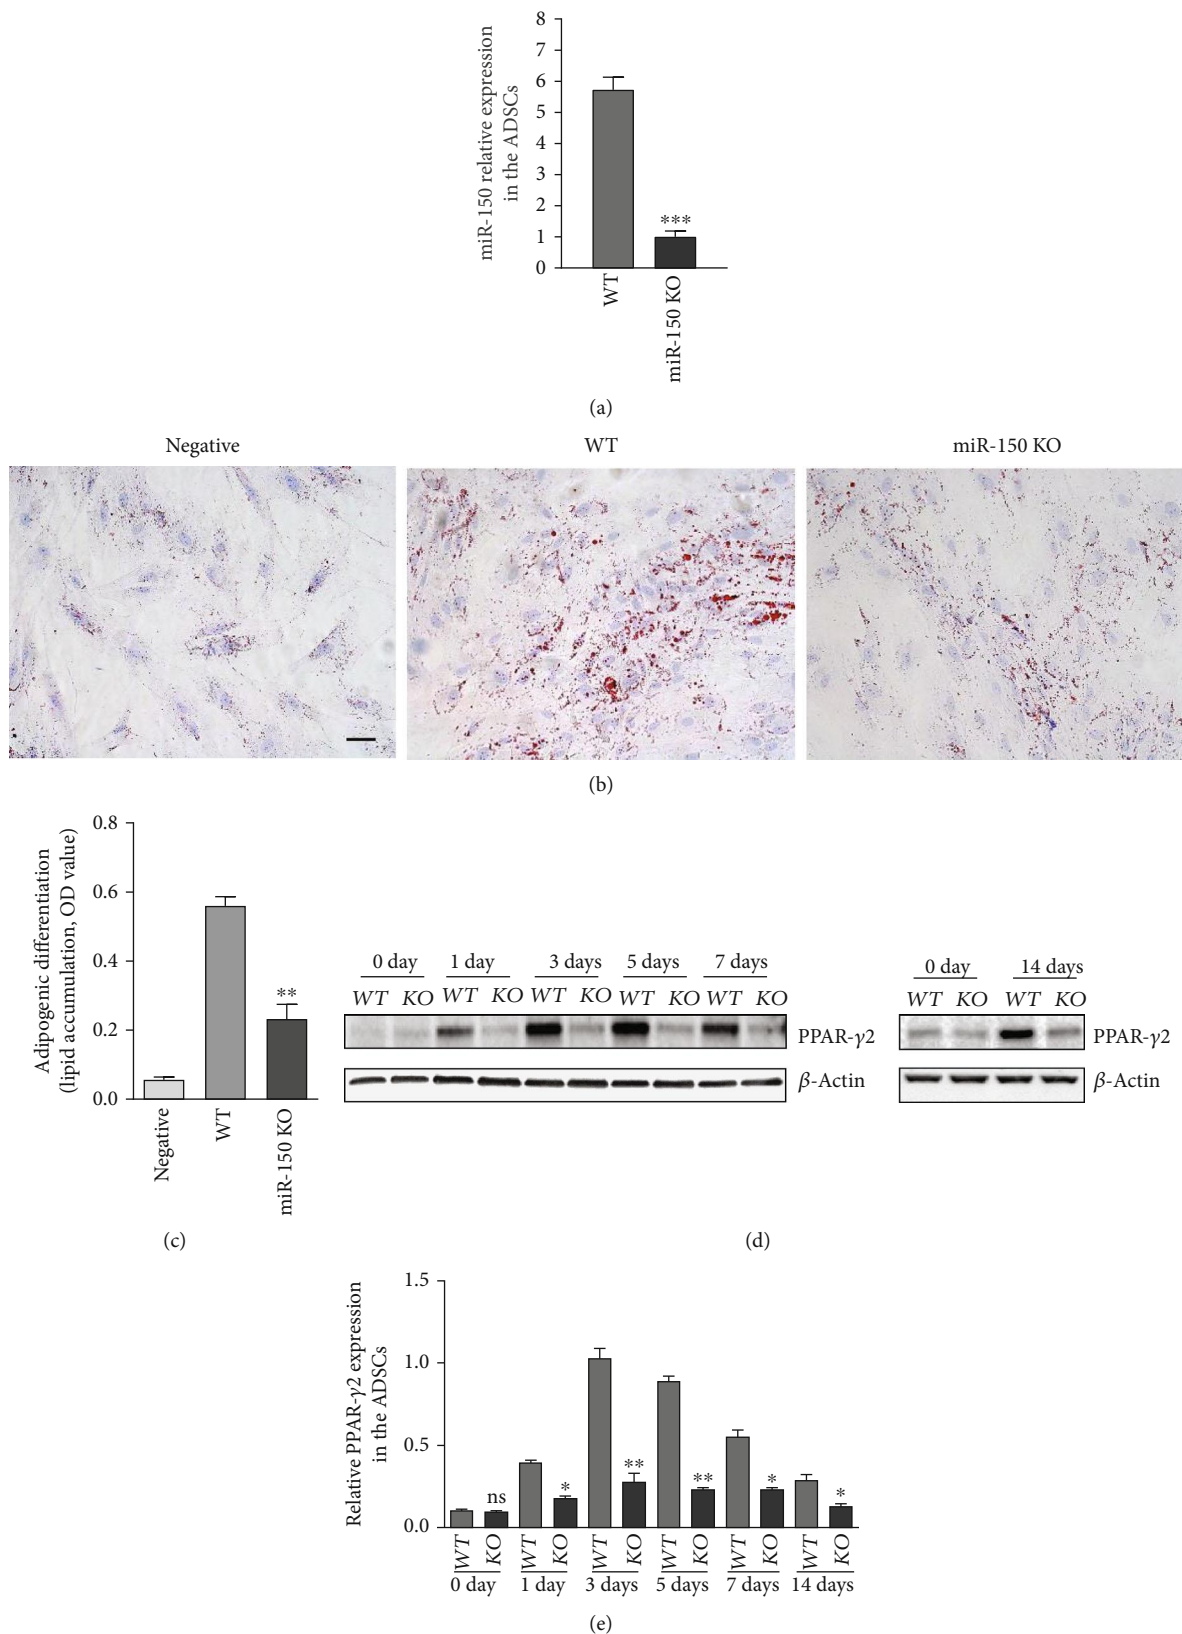 8
7
6
5
4
3
2
1
0
miR-150 relative expression
in the ADSCs
***
WT
miR-150 KO
(a)
Negative
WT
miR-150 KO
(b)
0.8
0.6
0.4
0.2
0.0
Adipogenic differentiation
(lipid accumulation, OD value)
**
Negative
WT
miR-150 KO
(c)
0 day 1 day 3 days 5 days 7 days
WT KO WT KO WT KO WT KO WT KO
PPAR-γ2
β-Actin
0 day 14 days
WT KO WT KO
PPAR-γ2
β-Actin
(d)
1.5
1.0
0.5
0.0
Relative PPAR-γ2 expression
in the ADSCs
ns * ** ** * *
WT KO WT KO WT KO WT KO WT KO WT KO
0 day 1 day 3 days 5 days 7 days 14 days
(e)